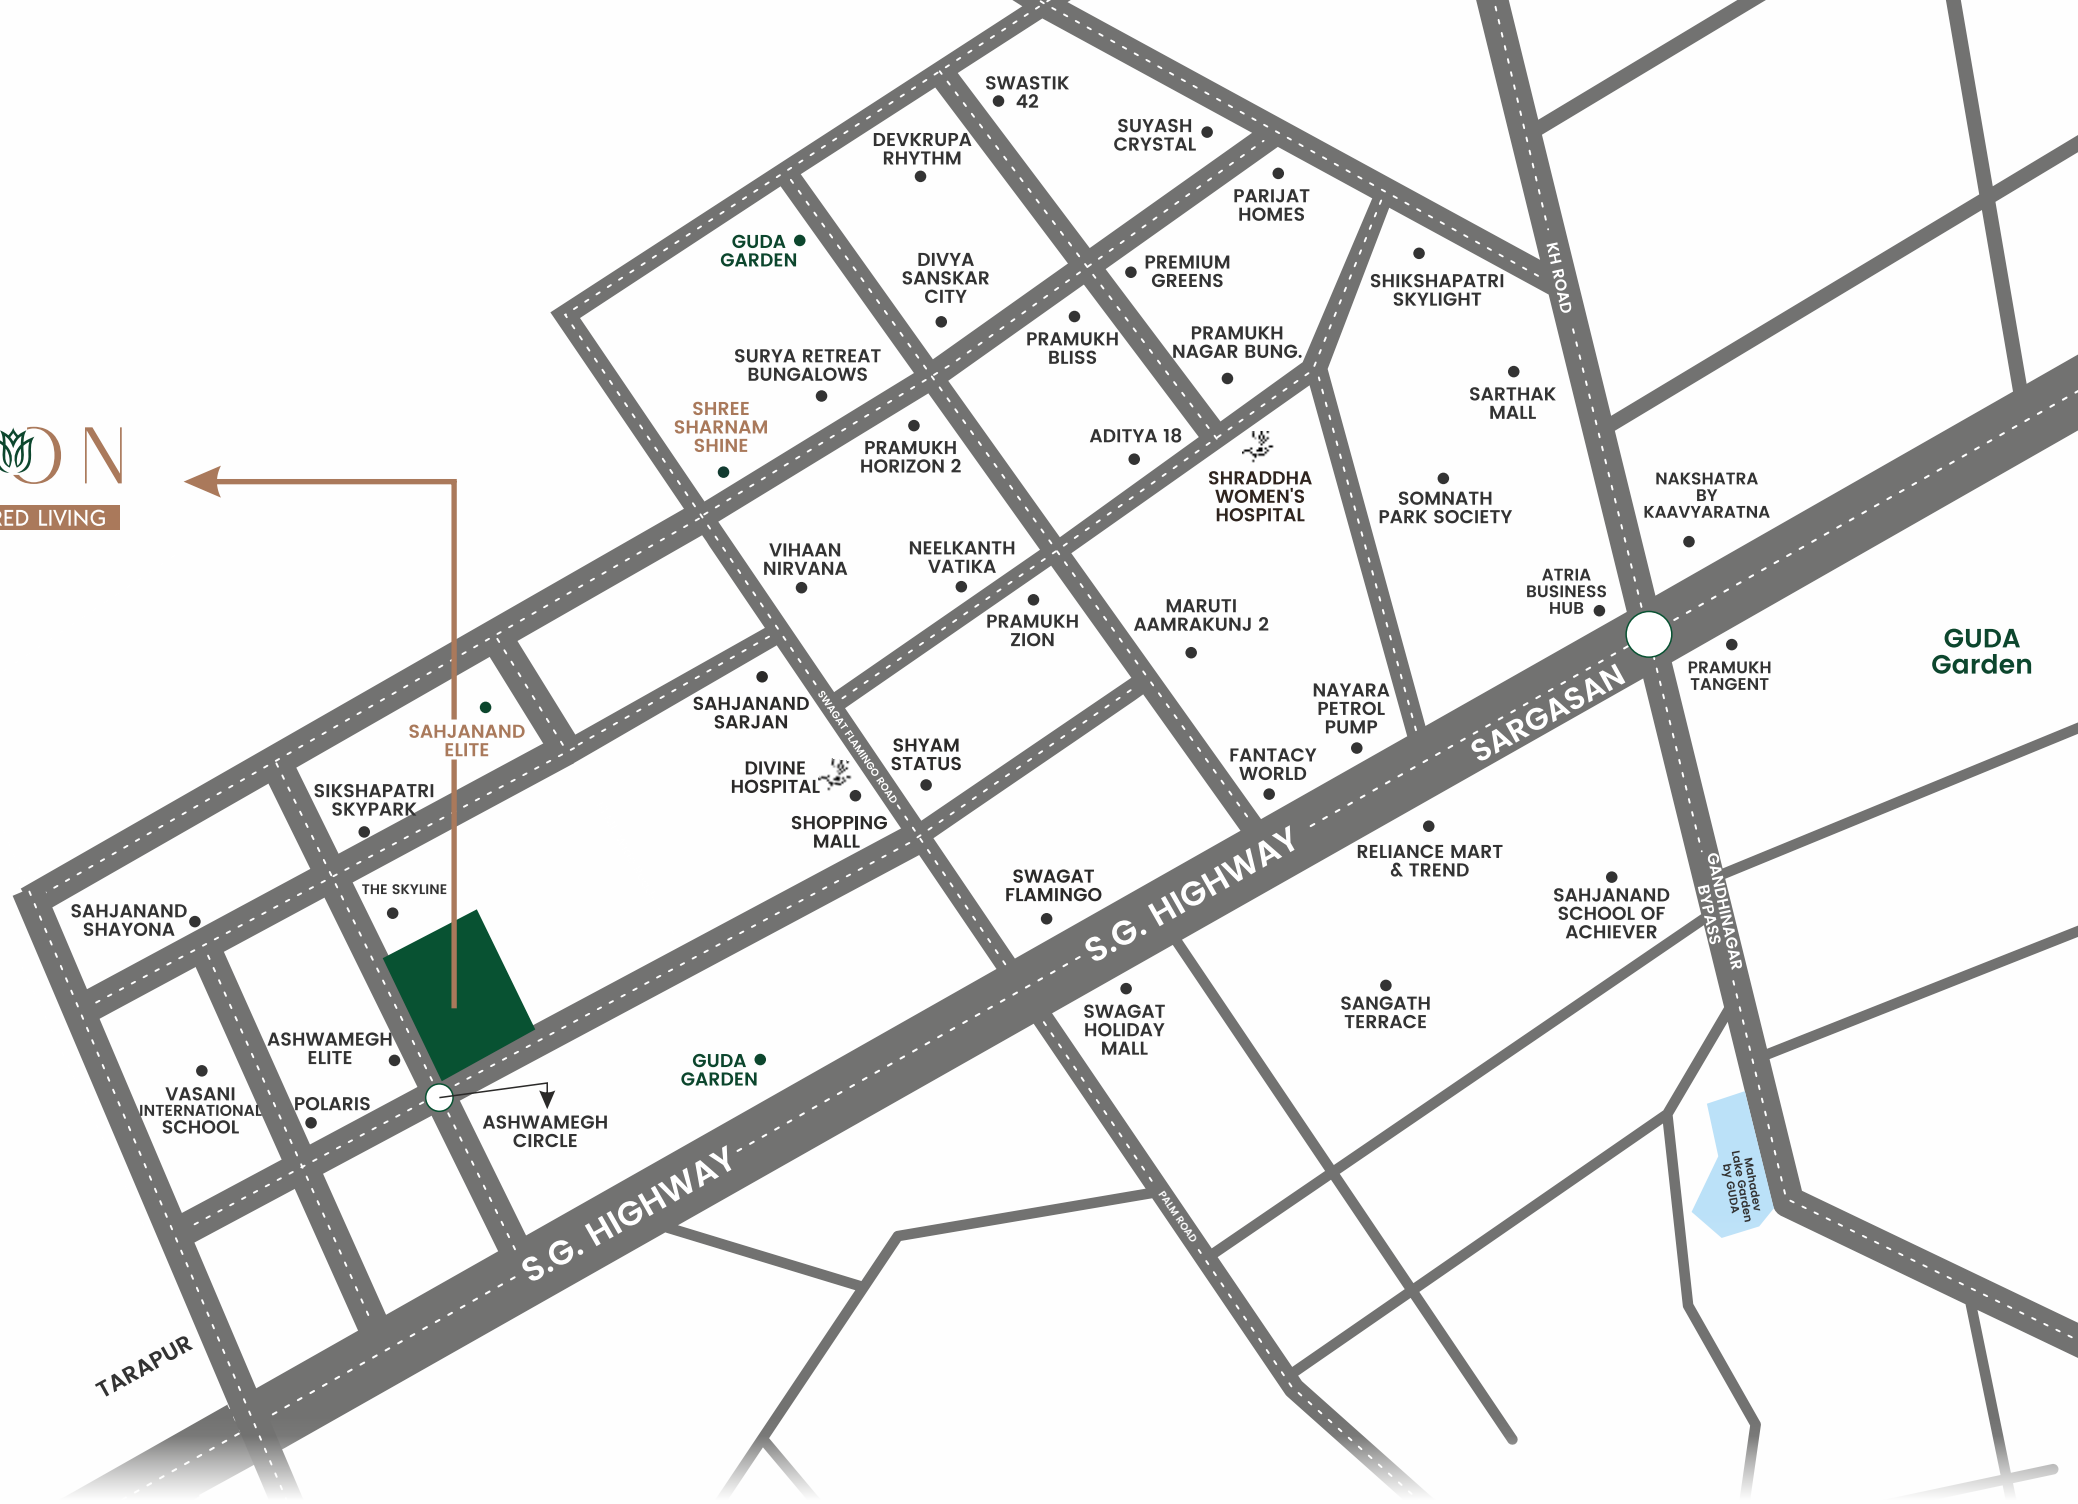 SWASTIK
42
SUYASH
CRYSTAL
DEVKRUPA
RHYTHM
PARIJAT
HOMES
GUDA
GARDEN
DIVYA
SANSKAR
CITY
PREMIUM
GREENS
SHIKSHAPATRI
SKYLIGHT
KH ROAD
PRAMUKH
BLISS
PRAMUKH
NAGAR BUNG.
SURYA RETREAT
BUNGALOWS
SARTHAK
MALL
SHREE
SHARNAM
SHINE
PRAMUKH
HORIZON 2
ADITYA 18
ON
RED LIVING
SHRADDHA
WOMEN'S
HOSPITAL
SOMNATH
PARK SOCIETY
NAKSHATRA
BY
KAAVYARATNA
VIHAAN
NIRVANA
NEELKANTH
VATIKA
ATRIA
BUSINESS
HUB
PRAMUKH
ZION
MARUTI
AAMRAKUNJ 2
GUDA
Garden
PRAMUKH
TANGENT
SARGASAN
NAYARA
PETROL
PUMP
SAHJANAND
SARJAN
SWAGAT FLAMINGO ROAD
SAHJANAND
ELITE
SHYAM
STATUS
FANTACY
WORLD
DIVINE
HOSPITAL
SIKSHAPATRI
SKYPARK
SHOPPING
MALL
RELIANCE MART
& TREND
S.G. HIGHWAY
THE SKYLINE
SWAGAT
FLAMINGO
SAHJANAND
SCHOOL OF
ACHIEVER
GANDHINAGAR
BYPASS
SAHJANAND
SHAYONA
SWAGAT
HOLIDAY
MALL
SANGATH
TERRACE
ASHWAMEGH
ELITE
GUDA
GARDEN
VASANI
INTERNATIONAL
SCHOOL
POLARIS
ASHWAMEGH
CIRCLE
S.G. HIGHWAY
PALM ROAD
Mahadev
Lake Garden
by GUDA
TARAPUR